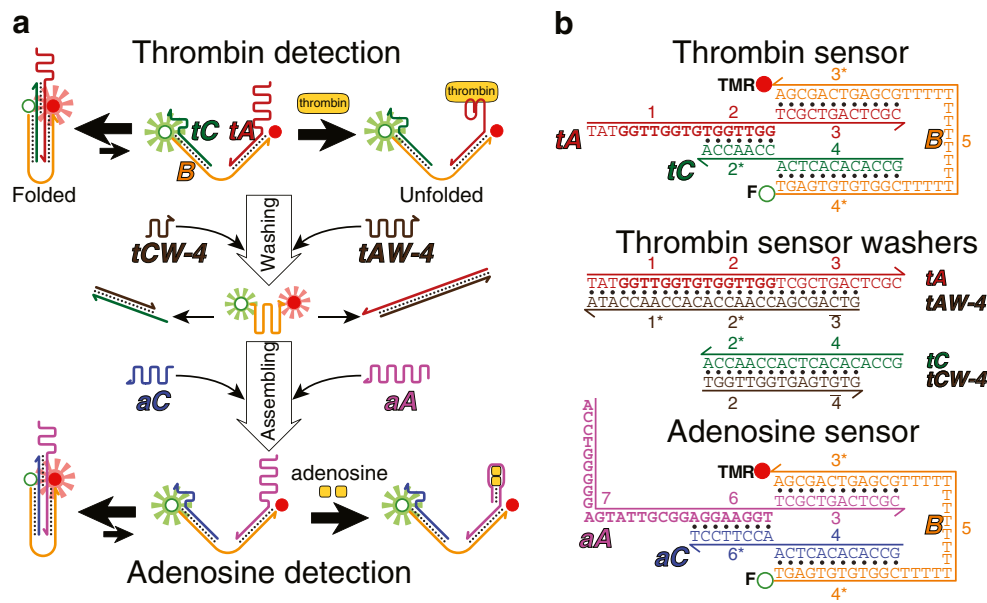 a
Thrombin detection
thrombin
thrombin
tC
tA
B
Folded
Unfolded
Washing
tCW-4
tAW-4
Assembling
aC
aA
adenosine
Adenosine detection
b
Thrombin sensor
3*
TMR
AGCGACTGAGCGTTTTT
TCGCTGACTCGC
1
2
3
tA
TATGGTTGGTGTGGTTGG
TTTTTTT
B
5
ACCAACC
4
tC
2*
ACTCACACACCG
F
TGAGTGTGTGGCTTTTT
4*
Thrombin sensor washers
1
2
3
TATGGTTGGTGTGGTTGGTCGCTGACTCGC
tA
ATACCAACCACACCAACCAGCGACTG
tAW-4
1*
2*
3
2*
4
ACCAACCACTCACACACCG
tC
TGGTTGGTGAGTGTG
tCW-4
2
4
Adenosine sensor
3*
TMR
AGCGACTGAGCGTTTTT
TCGCTGACTCGC
ACCTGGGGG
7
6
3
AGTATTGCGGAGGAAGGT
aA
TTTTTTT
B
5
TCCTTCCA
4
aC
6*
ACTCACACACCG
F
TGAGTGTGTGGCTTTTT
4*